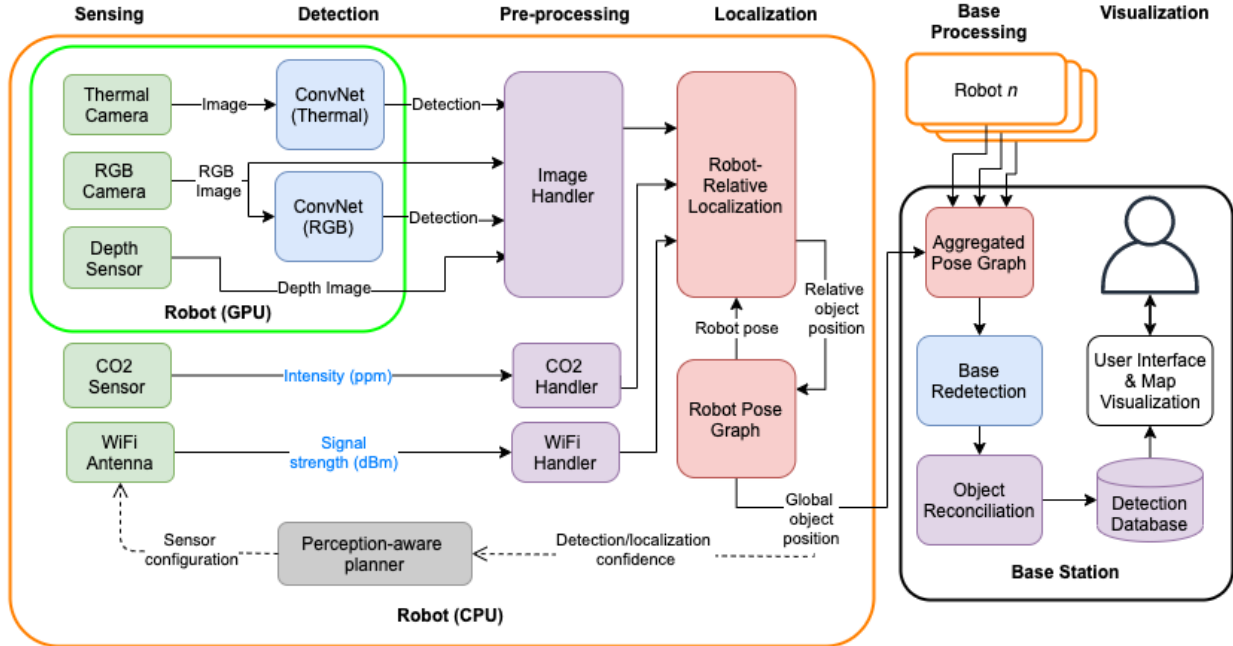 Sensing
Detection
Pre-processing
Localization
Base
Processing
Visualization
Thermal
Camera
Image
ConvNet
(Thermal)
Detection
RGB
Camera
RGB
Image
ConvNet
(RGB)
Detection
Depth
Sensor
Depth Image
Robot (GPU)
Image
Handler
Robot-
Relative
Localization
Relative
object
position
Robot pose
CO2
Sensor
Intensity (ppm)
CO2
Handler
Robot Pose
Graph
WiFi
Antenna
Signal
strength (dBm)
WiFi
Handler
Global
object
position
Sensor
configuration
Perception-aware
planner
Detection/localization
confidence
Robot (CPU)
Robot n
Aggregated
Pose Graph
Base
Redetection
User Interface
& Map
Visualization
Object
Reconciliation
Detection
Database
Base Station